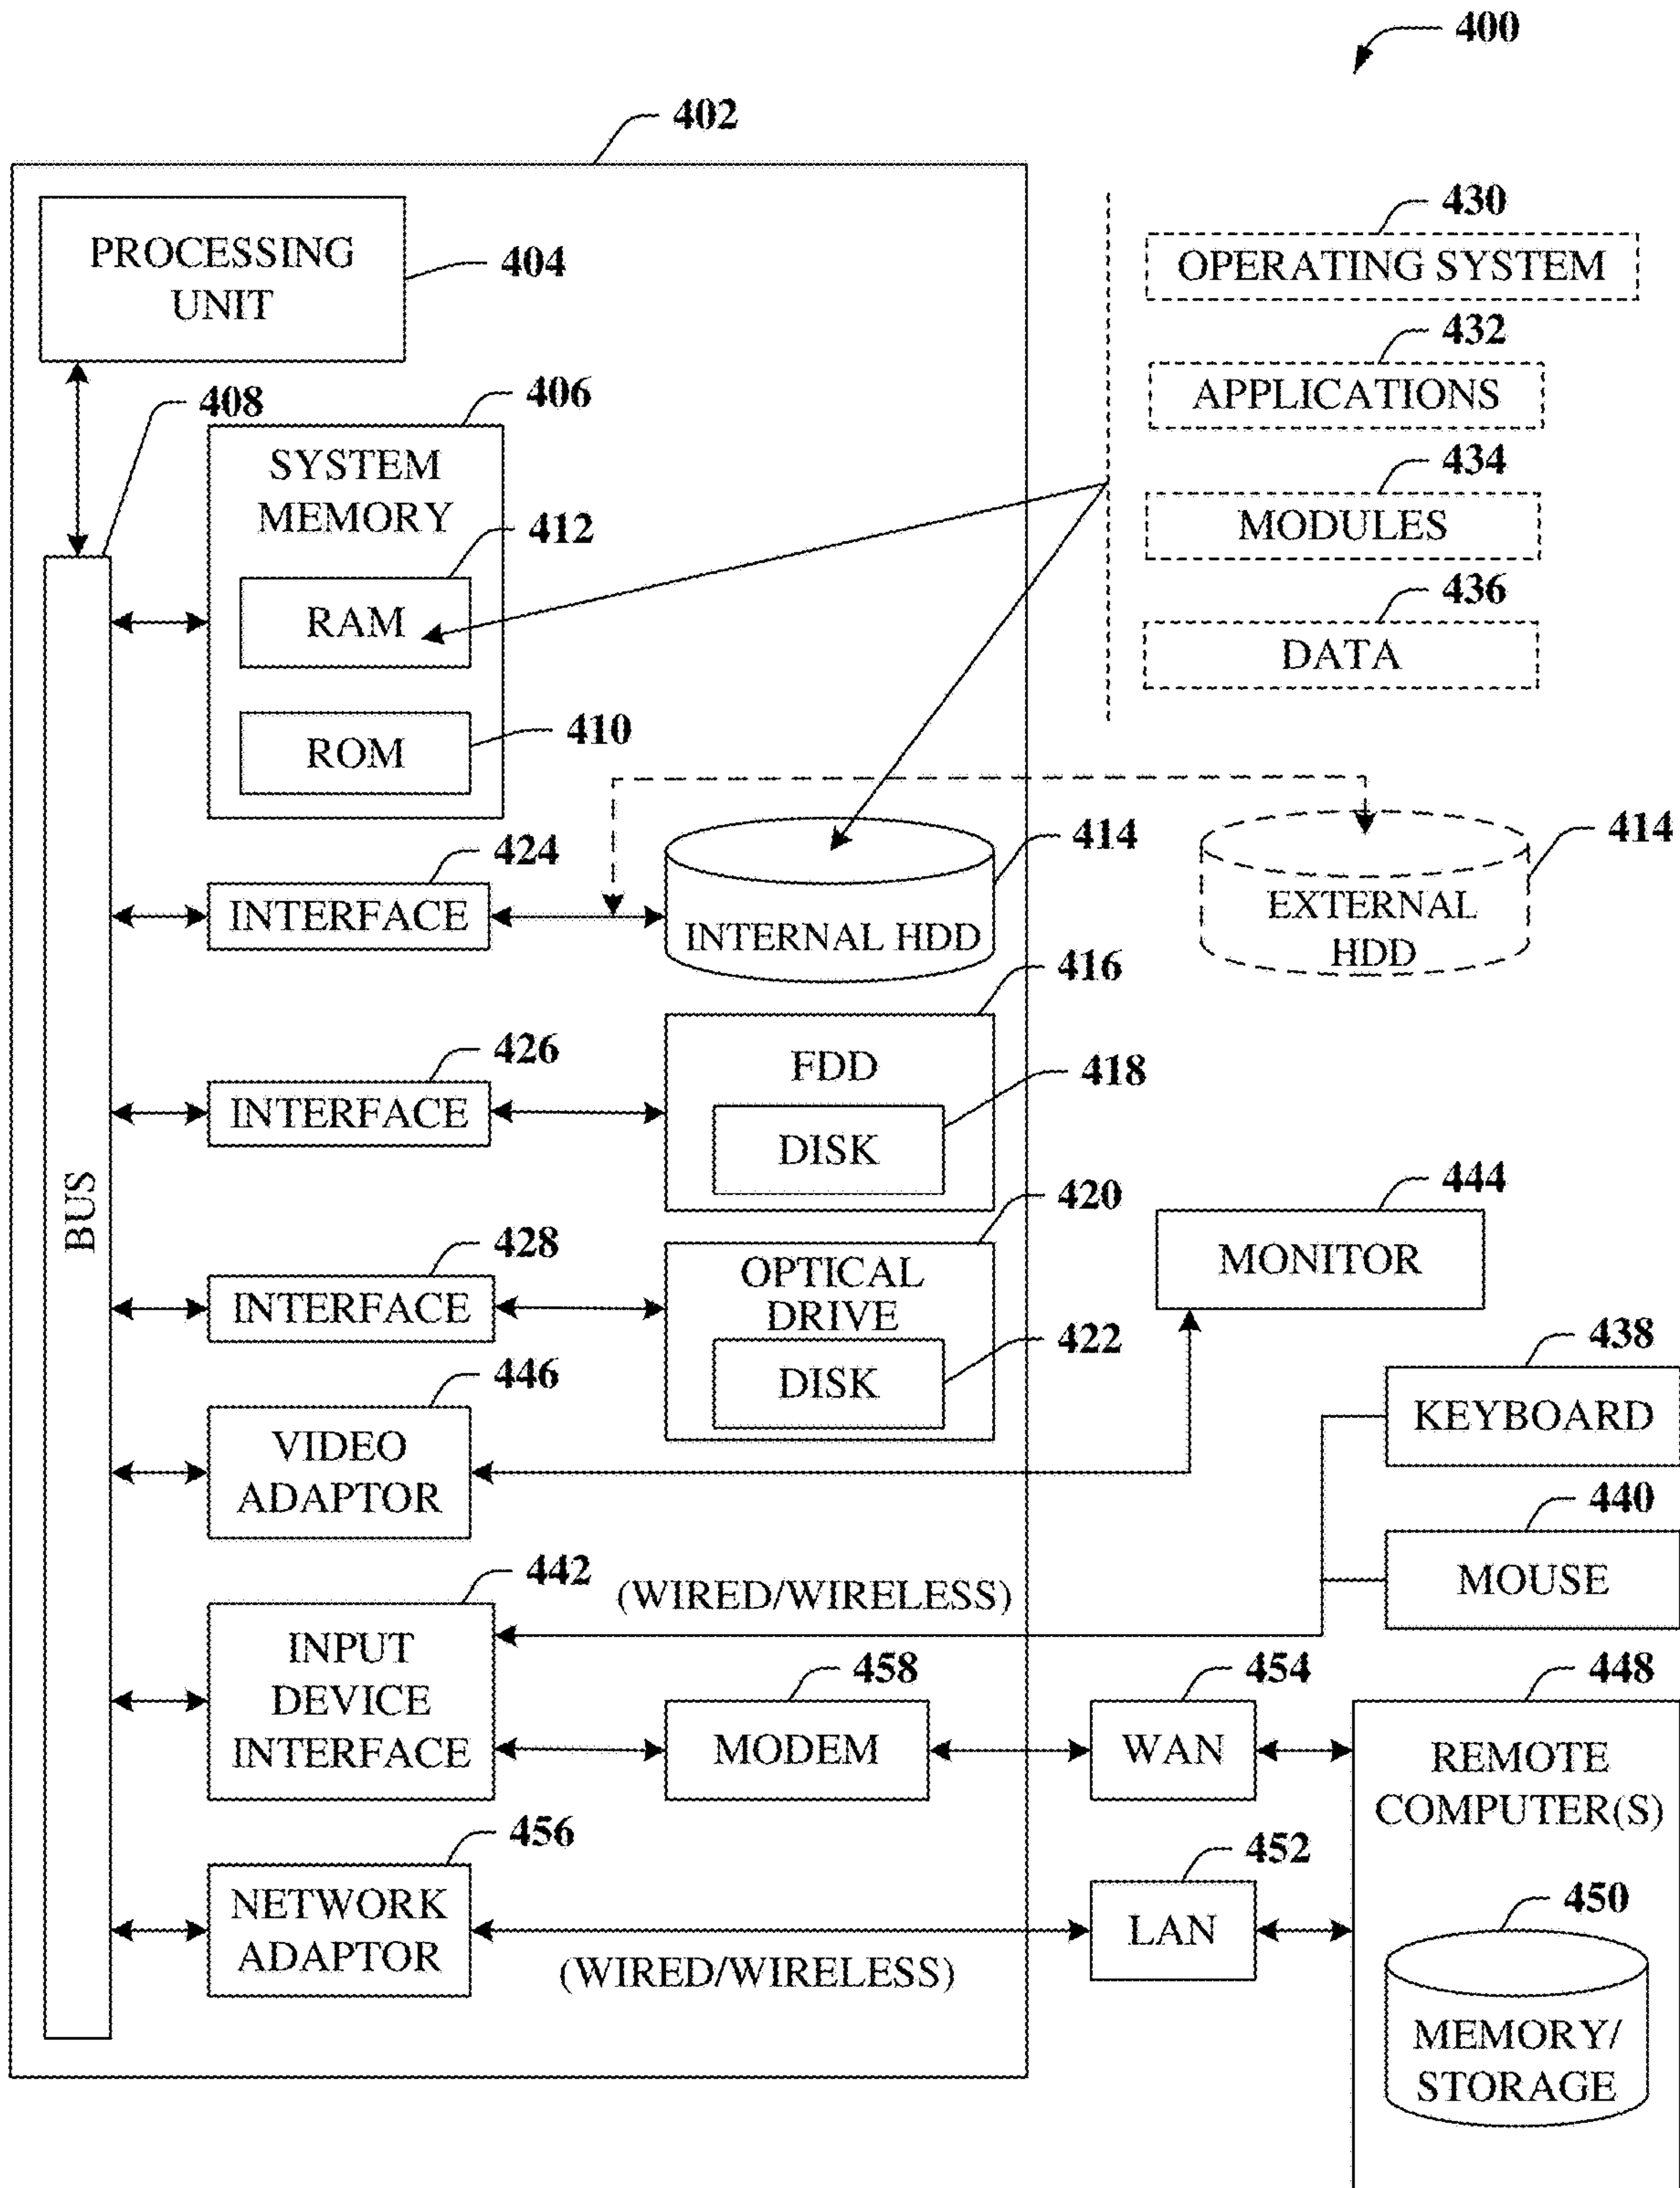 400
402
PROCESSING
UNIT
404
430
OPERATING SYSTEM
432
APPLICATIONS
434
MODULES
436
DATA
408
406
SYSTEM
MEMORY
412
RAM
410
ROM
BUS
424
INTERFACE
414
INTERNAL HDD
414
EXTERNAL
HDD
426
INTERFACE
416
FDD
418
DISK
428
INTERFACE
420
OPTICAL
DRIVE
422
DISK
444
MONITOR
446
VIDEO
ADAPTOR
438
KEYBOARD
440
MOUSE
442
INPUT
DEVICE
INTERFACE
(WIRED/WIRELESS)
458
MODEM
454
WAN
448
REMOTE
COMPUTER(S)
456
NETWORK
ADAPTOR
(WIRED/WIRELESS)
452
LAN
450
MEMORY/
STORAGE